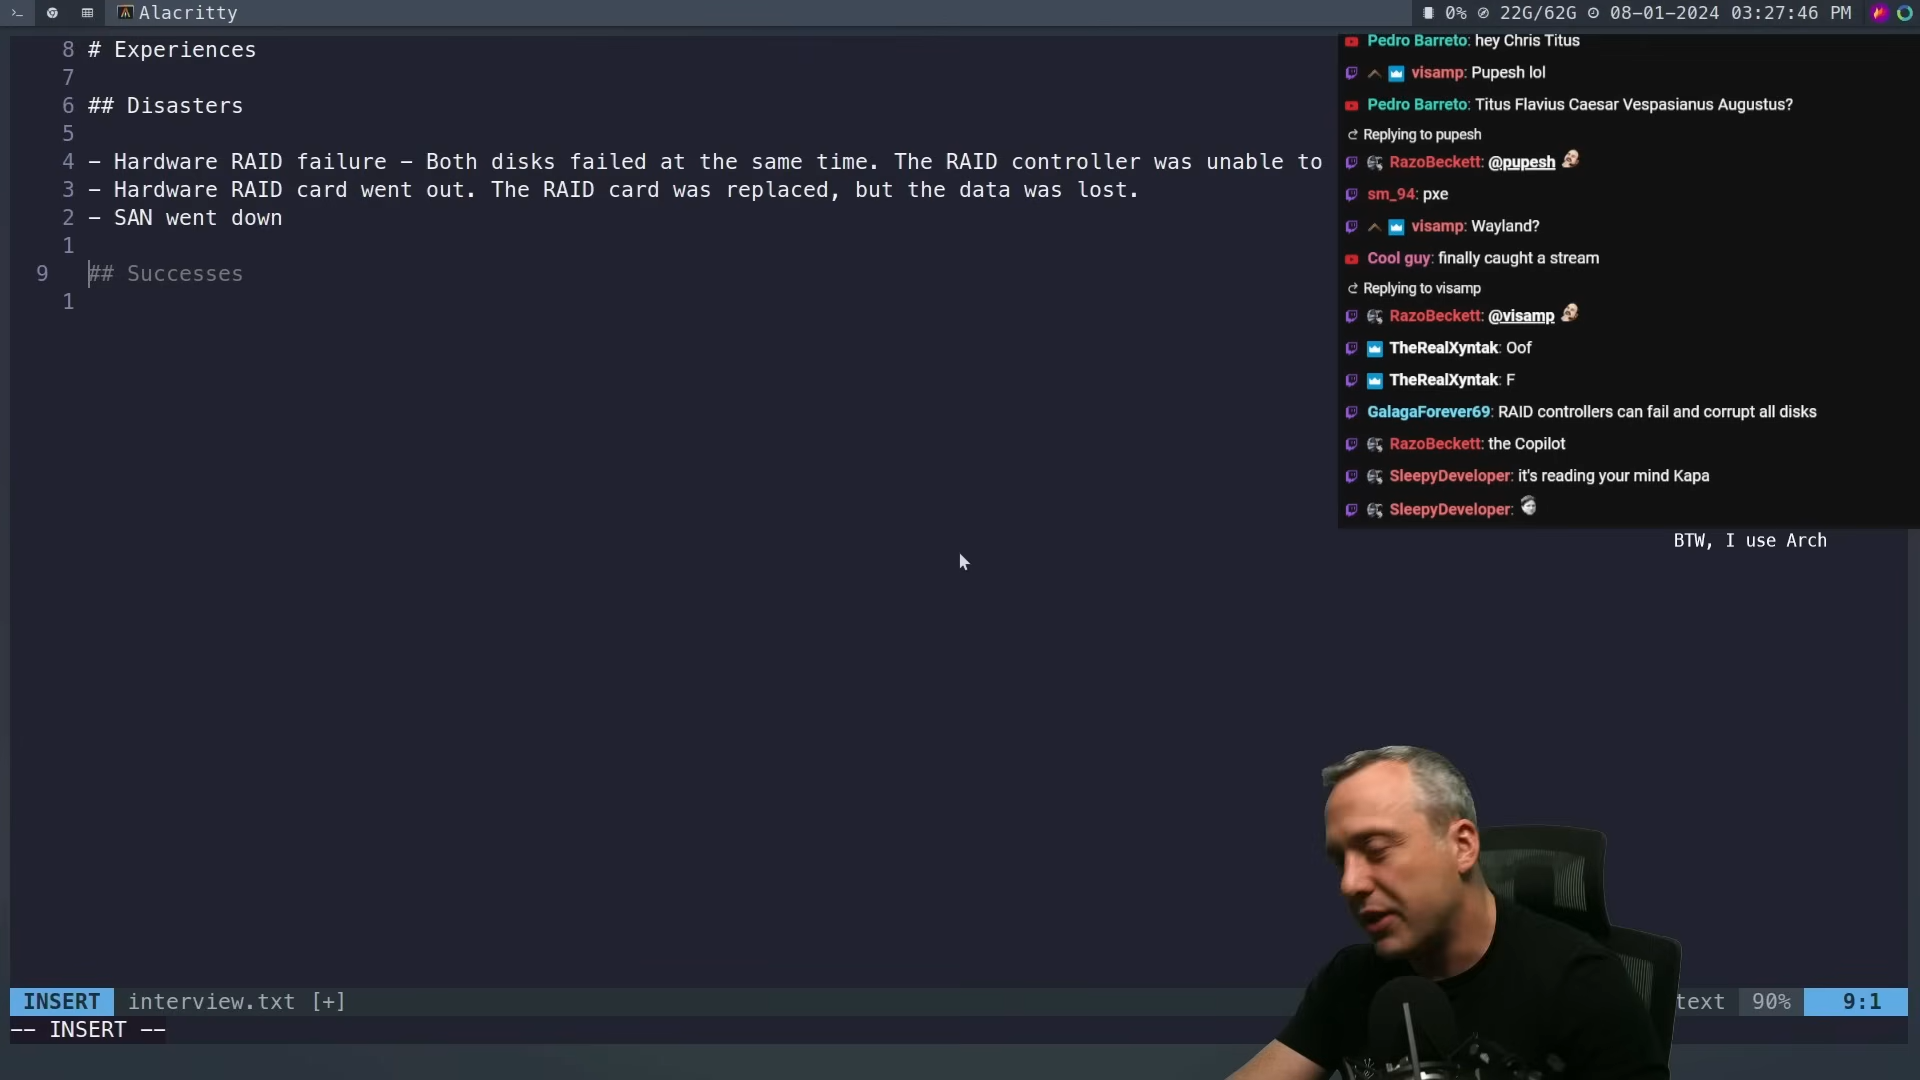 Alacritty
0% 22G/62G 08-01-2024 03:27:46 PM
8 # Experiences
7
6 ## Disasters
5
4 - Hardware RAID failure - Both disks failed at the same time. The RAID controller was unable to
3 - Hardware RAID card went out. The RAID card was replaced, but the data was lost.
2 - SAN went down
1
9 ## Successes
1
Pedro Barreto: hey Chris Titus
visamp: Pupesh lol
Pedro Barreto: Titus Flavius Caesar Vespasianus Augustus?
Replying to pupesh
RazoBeckett: @pupesh
sm_94: pxe
visamp: Wayland?
Cool guy: finally caught a stream
Replying to visamp
RazoBeckett: @visamp
TheRealXyntak: Oof
TheRealXyntak: F
GalagaForever69: RAID controllers can fail and corrupt all disks
RazoBeckett: the Copilot
SleepyDeveloper: it's reading your mind Kapa
SleepyDeveloper:
BTW, I use Arch
INSERT interview.txt [+] text 90% 9:1
-- INSERT --